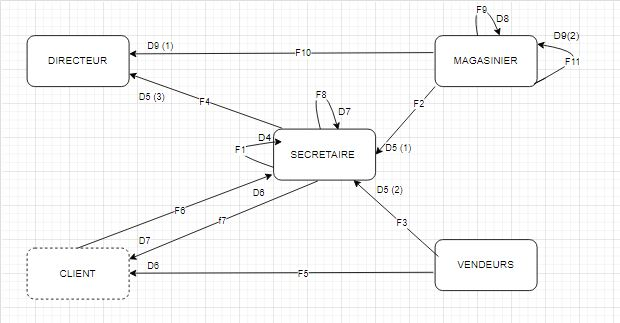 F9
D8
D9 (1)
F10
D9(2)
DIRECTEUR
MAGASINIER
F11
D5 (3)
F4
F8
D7
F2
D4
F1
SECRETAIRE
D5 (1)
D6
D5 (2)
F6
f7
F3
D7
D6
CLIENT
F5
VENDEURS